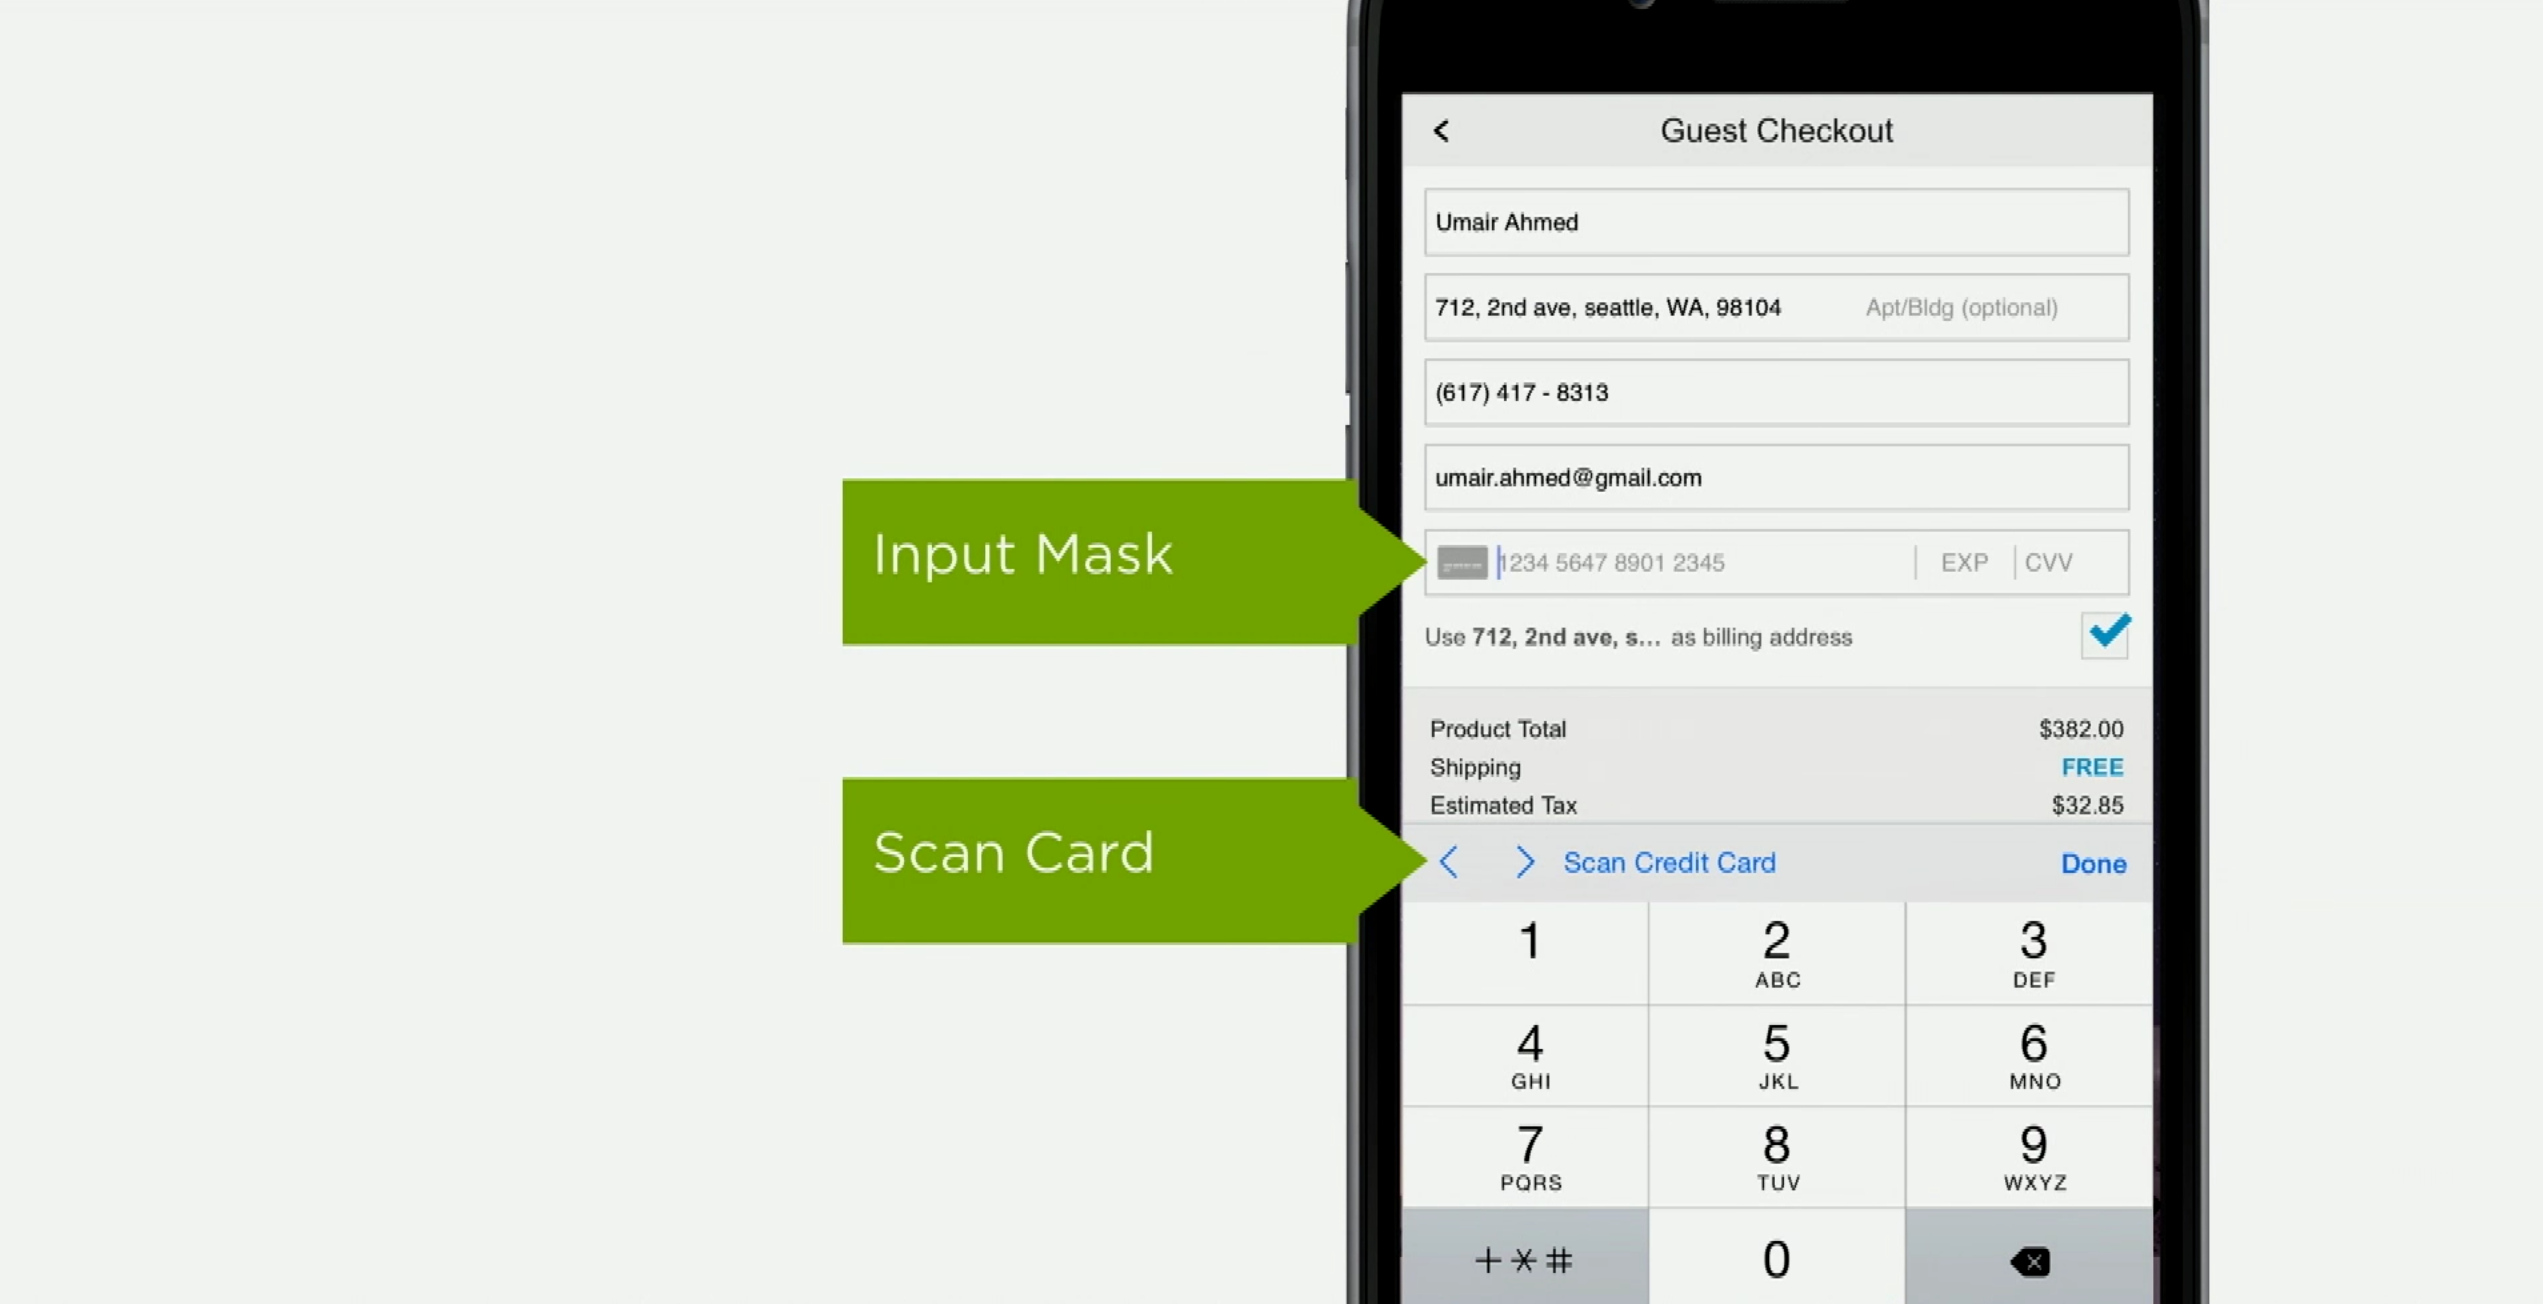 Guest Checkout
Umair Ahmed
712, 2nd ave, seattle, WA, 98104 Apt/Bldg (optional)
(617) 417 - 8313
umair.ahmed@gmail.com
Input Mask
1234 5647 8901 2345 EXP CVV
Use 712, 2nd ave, s... as billing address
Product Total $382.00
Shipping FREE
Estimated Tax $32.85
Scan Card
< > Scan Credit Card Done
1 2 3
ABC DEF
4 5 6
GHI JKL MNO
7 8 9
PQRS TUV WXYZ
+*# 0